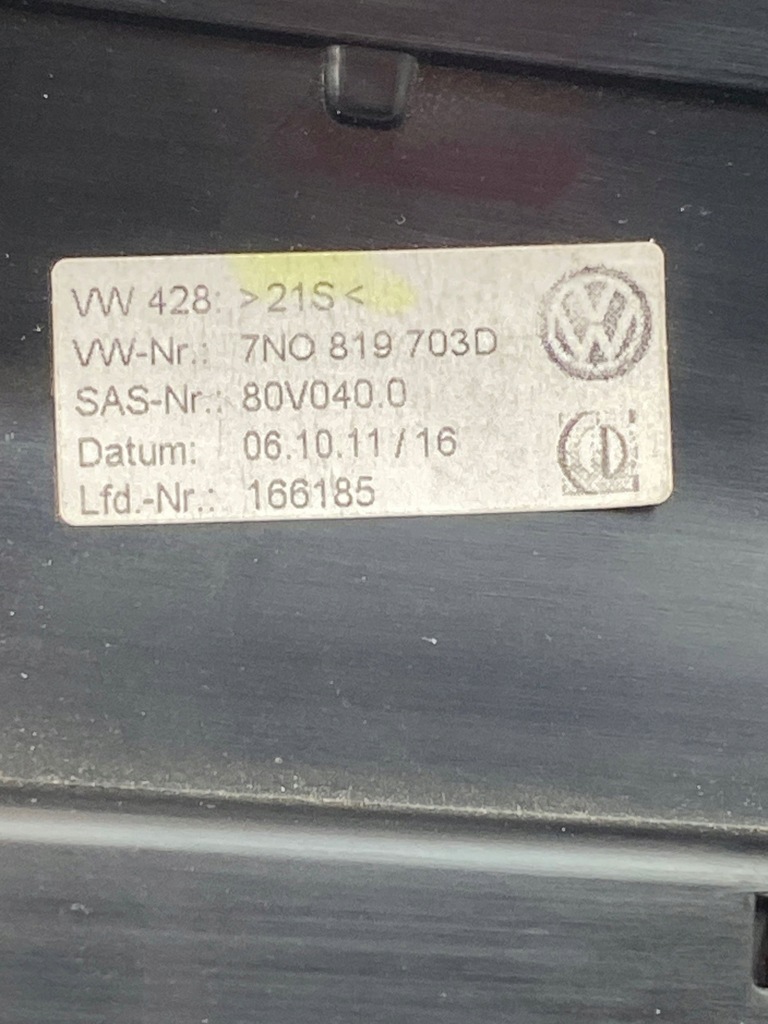 VW 428: >21S<
VW-Nr.: 7N0 819 703D
SAS-Nr.: 80V040.0
Datum: 06.10.11 / 16
Lfd.-Nr.: 166185